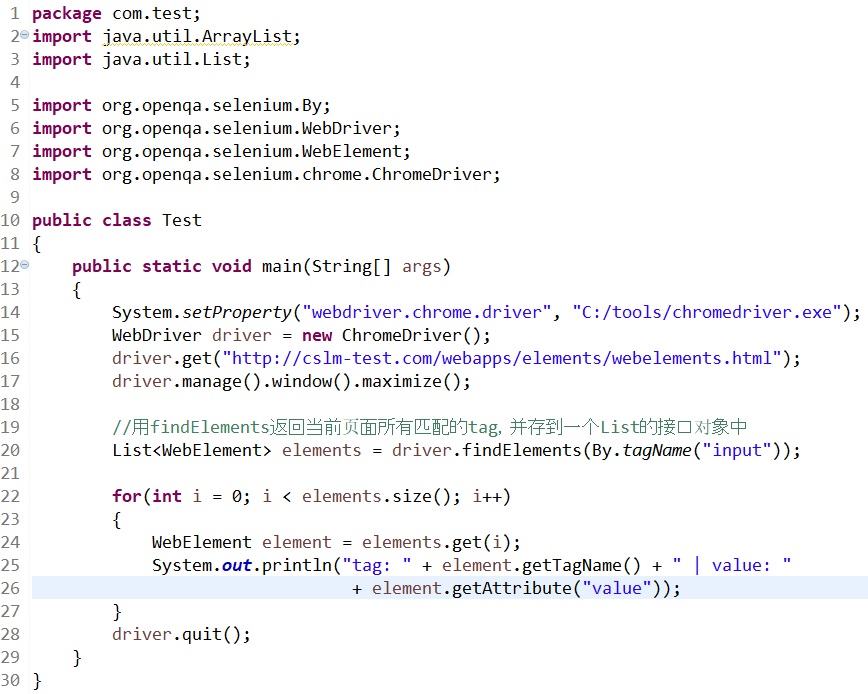 1 package com.test;
2 import java.util.ArrayList;
3 import java.util.List;
4
5 import org.openqa.selenium.By;
6 import org.openqa.selenium.WebDriver;
7 import org.openqa.selenium.WebElement;
8 import org.openqa.selenium.chrome.ChromeDriver;
9
10 public class Test
11 {
12     public static void main(String[] args)
13     {
14         System.setProperty("webdriver.chrome.driver", "C:/tools/chromedriver.exe");
15         WebDriver driver = new ChromeDriver();
16         driver.get("http://cslm-test.com/webapps/elements/webelements.html");
17         driver.manage().window().maximize();
18
19         //用findElements返回当前页面所有匹配的tag, 并存到一个List的接口对象中
20         List<WebElement> elements = driver.findElements(By.tagName("input"));
21
22         for(int i = 0; i < elements.size(); i++)
23         {
24             WebElement element = elements.get(i);
25             System.out.println("tag: " + element.getTagName() + " | value: "
26                                 + element.getAttribute("value"));
27         }
28         driver.quit();
29     }
30 }